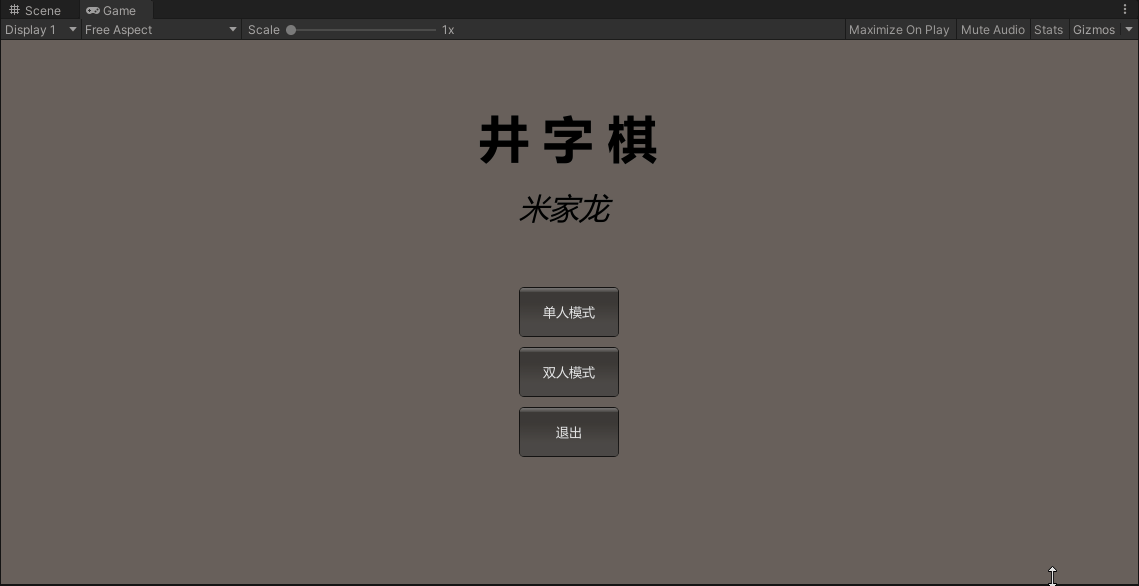 Scene Game
Display 1 Free Aspect Scale 1x Maximize On Play Mute Audio Stats Gizmos
井字棋
米家龙
单人模式
双人模式
退出